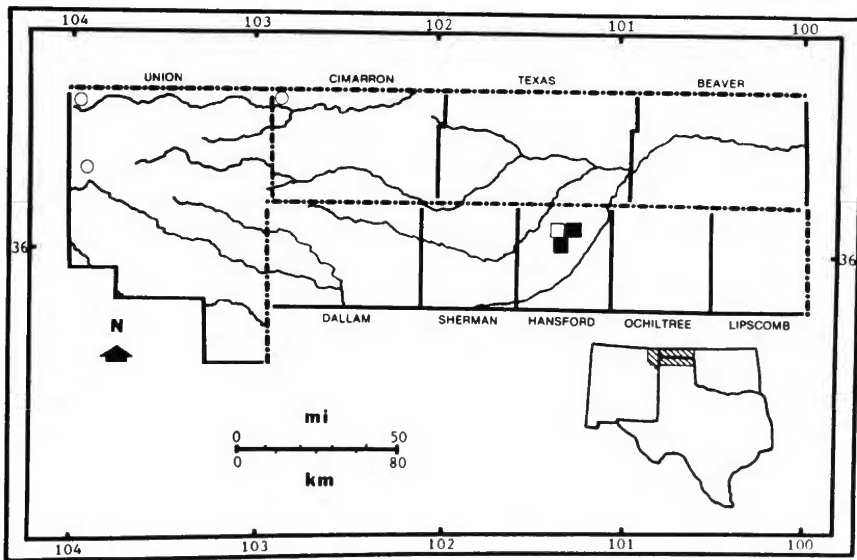 104 103 102 101 100
UNION CIMARRON TEXAS BEAVER
36 36
DALLAM SHERMAN HANSFORD OCHILTREE LIPSCOMB
N
mi
0 50
0 80
km
104 103 102 101 100